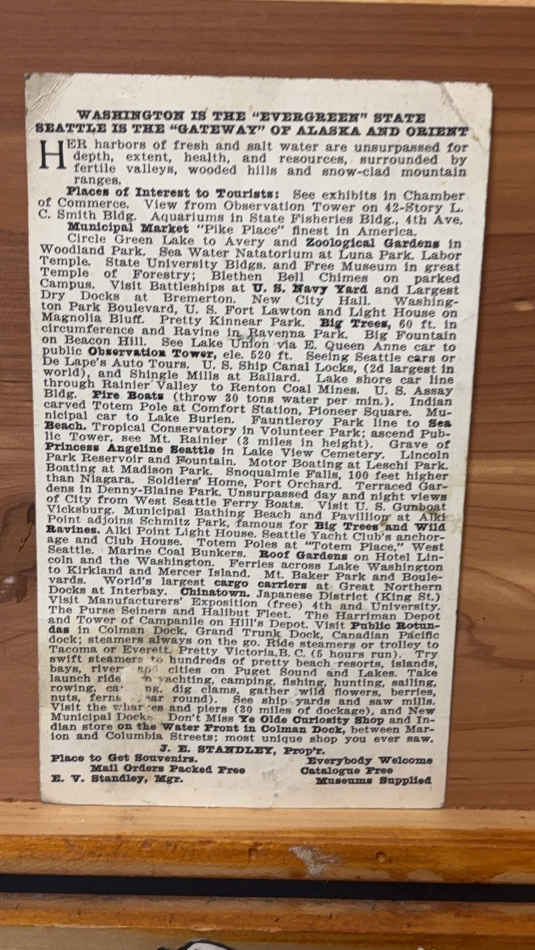 WASHINGTON IS THE "EVERGREEN" STATE
SEATTLE IS THE "GATEWAY" OF ALASKA AND ORIENT
HER harbors of fresh and salt water are unsurpassed for
depth, extent, health, and resources, surrounded by
fertile valleys, wooded hills and snow-clad mountain
ranges.
Places of Interest to Tourists: See exhibits in Chamber
of Commerce. View from Observation Tower on 42-Story L.
C. Smith Bldg. Aquariums in State Fisheries Bldg., 4th Ave.
Municipal Market "Pike Place" finest in America.
Circle Green Lake to Avery and Zoological Gardens in
Woodland Park. Sea Water Natatorium at Luna Park. Labor
Temple. State University Bldgs. and Free Museum in great
Temple of Forestry; Blethen Bell Chimes on parked
Campus. Visit Battleships at U. S. Navy Yard and Largest
Dry Docks at Bremerton. New City Hall. Washing-
ton Park Boulevard, U. S. Fort Lawton and Light House on
Magnolia Bluff. Pretty Kinnear Park. Big Trees, 60 ft. in
circumference and Ravine in Ravenna Park. Big Fountain
on Beacon Hill. See Lake Union via E. Queen Anne car to
public Observation Tower, ele. 520 ft. Seeing Seattle cars or
De Lape's Auto Tours. U. S. Ship Canal Locks, (2d largest in
world), and Shingle Mills at Ballard. Lake shore car line
through Rainier Valley to Renton Coal Mines. U. S. Assay
Bldg. Fire Boats (throw 30 tons water per min.). Indian
carved Totem Pole at Comfort Station, Pioneer Square. Mu-
nicipal car to Lake Burien. Fauntleroy Park line to Sea
Beach. Tropical Conservatory in Volunteer Park; ascend Pub-
lic Tower, see Mt. Rainier (3 miles in height). Grave of
Princess Angeline Seattle in Lake View Cemetery. Lincoln
Park Reservoir and Fountain. Motor Boating at Leschi Park.
Boating at Madison Park. Snoqualmie Falls, 100 feet higher
than Niagara. Soldiers' Home, Port Orchard. Terraced Gar-
dens in Denny-Blaine Park. Unsurpassed day and night views
of City from West Seattle Ferry Boats. Visit U. S. Gunboat
Vicksburg. Municipal Bathing Beach and Pavillior at Alki
Point adjoins Schmitz Park, famous for Big Trees and Wild
Ravines. Alki Point Light House. Seattle Yacht Club's anchor-
age and Club House. Totem Poles at "Totem Place," West
Seattle. Marine Coal Bunkers. Roof Gardens on Hotel Lin-
coln and the Washington. Ferries across Lake Washington
to Kirkland and Mercer Island. Mt. Baker Park and Boule-
vards. World's largest cargo carriers at Great Northern
Docks at Interbay. Chinatown. Japanese District (King St.)
Visit Manufacturers' Exposition (free) 4th and University.
The Purse Seiners and Halibut Fleet. The Harriman Depot
and Tower of Campanile on Hill's Depot. Visit Public Rotun-
das in Colman Dock, Grand Trunk Dock, Canadian Pacific
dock; steamers always on the go. Ride steamers or trolley to
Tacoma or Everett. Pretty Victoria, B. C. (5 hours run). Try
swift steamers to hundreds of pretty beach resorts, islands,
bays, rivers and cities on Puget Sound and Lakes. Take
launch ride yachting, camping, fishing, hunting, sailing,
rowing, dig clams, gather wild flowers, berries,
nuts, ferns round). See ship yards and saw mills.
Visit the wharves and piers (20 miles of dockage), and New
Municipal Docks. Don't Miss Ye Olde Curiosity Shop and In-
dian store on the Water Front in Colman Dock, between Mar-
ion and Columbia Streets; most unique shop you ever saw.
J. E. STANDLEY, Prop'r.
Place to Get Souvenirs. Everybody Welcome
Mail Orders Packed Free Catalogue Free
E. V. Standley, Mgr. Museums Supplied